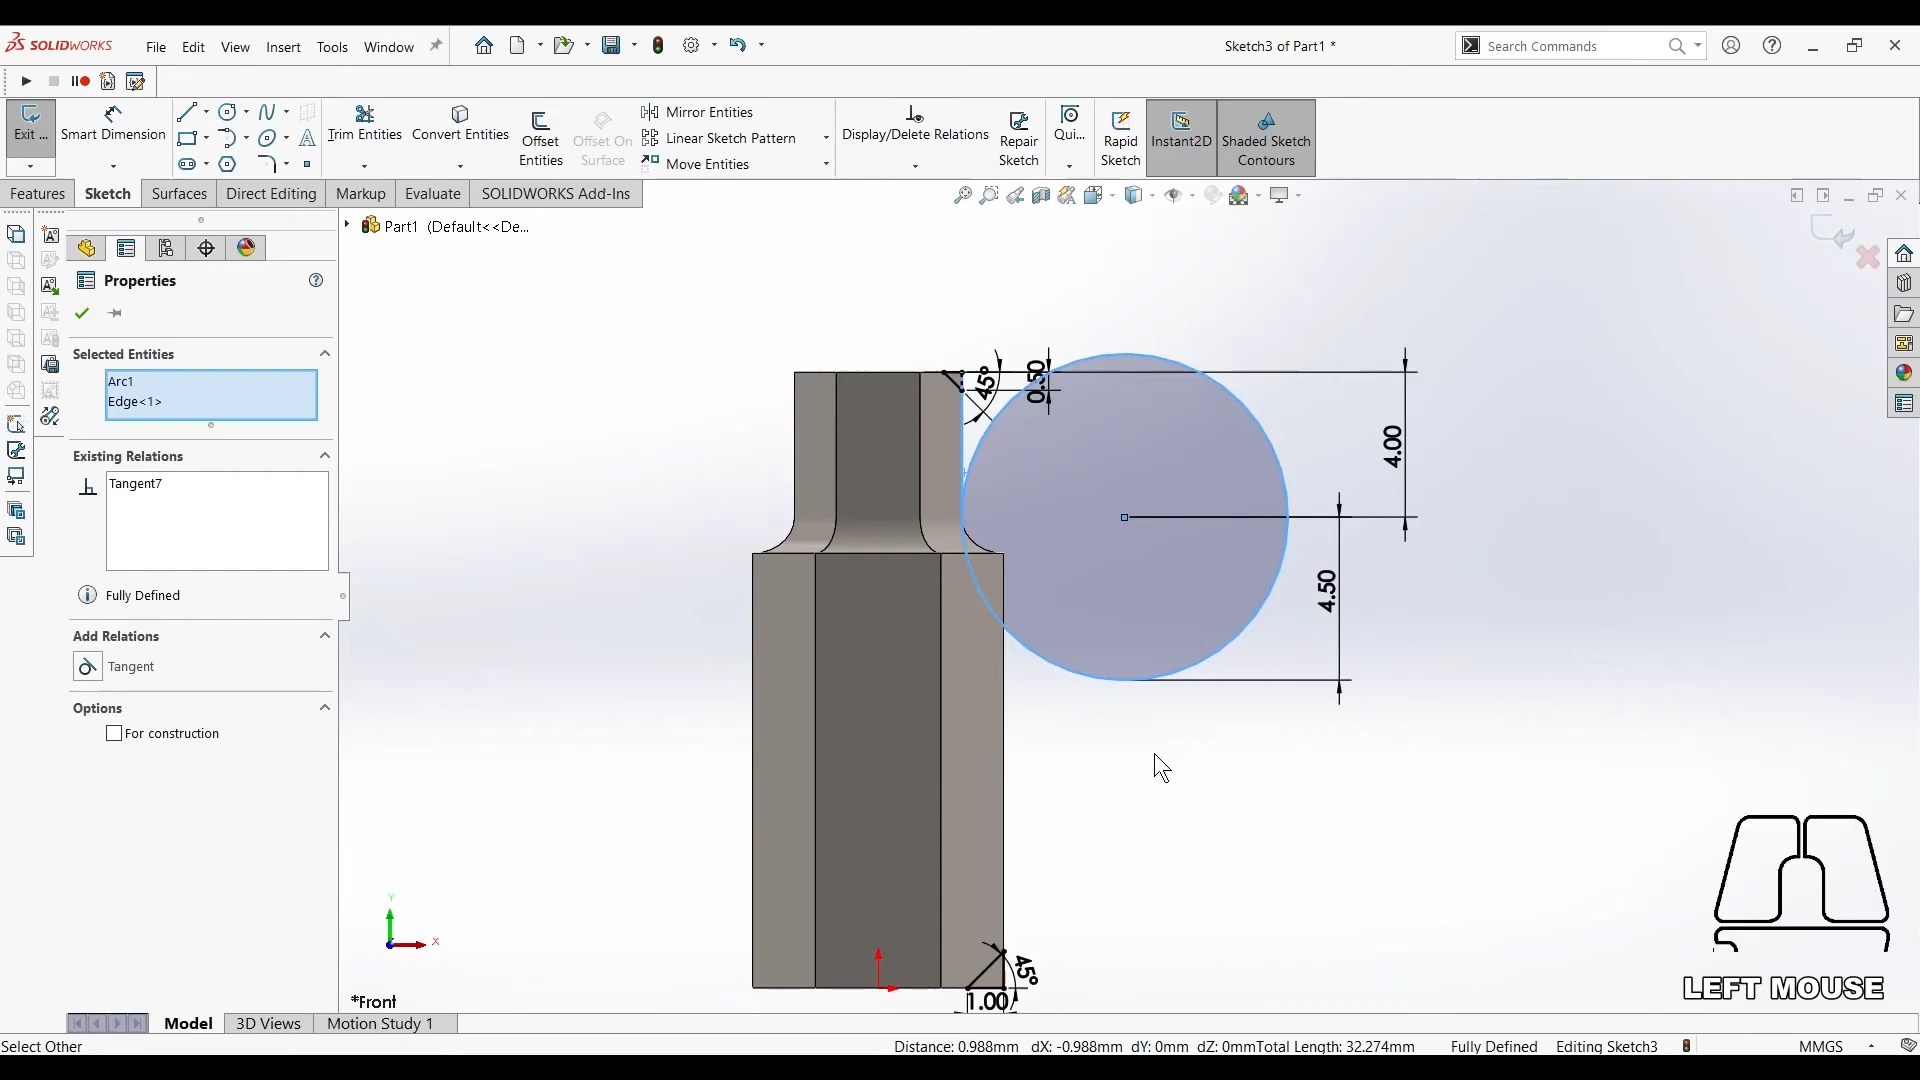 SOLIDWORKS File Edit View Insert Tools Window Sketch3 of Part1 * Search Commands
Exit ... Smart Dimension Trim Entities Convert Entities Offset Entities Offset On Surface Mirror Entities Linear Sketch Pattern Move Entities Display/Delete Relations Repair Sketch Qui... Rapid Sketch Instant2D Shaded Sketch Contours
Features Sketch Surfaces Direct Editing Markup Evaluate SOLIDWORKS Add-Ins
Part1 (Default<<De...
Properties
Selected Entities
Arc1
Edge<1>
Existing Relations
Tangent7
Fully Defined
Add Relations
Tangent
Options
For construction
45°
0.50
4.00
4.50
45°
1.00
Y
X
*Front
LEFT MOUSE
Model 3D Views Motion Study 1
Select Other Distance: 0.988mm dX: -0.988mm dY: 0mm dZ: 0mmTotal Length: 32.274mm Fully Defined Editing Sketch3 MMGS